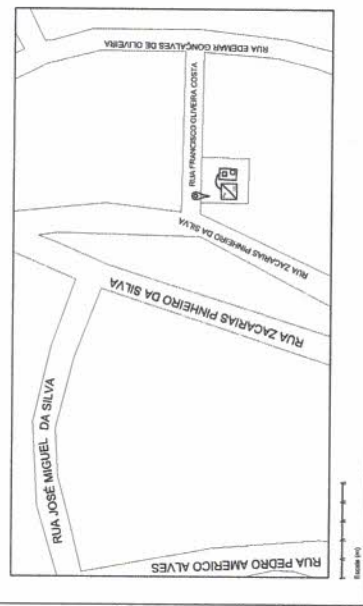 RUA EDEMAR GONÇALVES DE OLIVEIRA
RUA FRANCISCO OLIVEIRA COSTA
RUA ZACARIAS PINHEIRO DA SILVA
RUA ZACARIAS PINHEIRO DA SILVA
RUA JOSÉ MIGUEL DA SILVA
RUA PEDRO AMERICO ALVES
Escala (m)